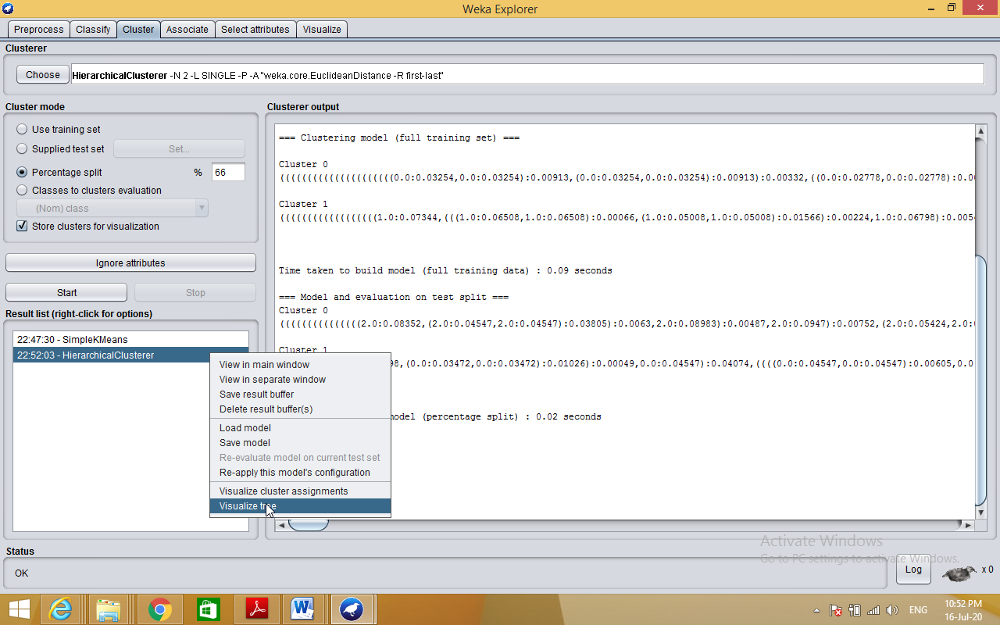 Weka Explorer
Preprocess Classify Cluster Associate Select attributes Visualize
Clusterer
Choose HierarchicalClusterer -N 2 -L SINGLE -P -A "weka.core.EuclideanDistance -R first-last"
Cluster mode
Use training set
Supplied test set Set...
Percentage split % 66
Classes to clusters evaluation
(Nom) class
Store clusters for visualization
Ignore attributes
Start Stop
Result list (right-click for options)
22:47:30 - SimpleKMeans
22:52:03 - HierarchicalClusterer
View in main window
View in separate window
Save result buffer
Delete result buffer(s)
Load model
Save model
Re-evaluate model on current test set
Re-apply this model's configuration
Visualize cluster assignments
Visualize tree
Clusterer output
=== Clustering model (full training set) ===
Cluster 0
(((((((((((((((((((((0.0:0.03254,0.0:0.03254):0.00913,(0.0:0.03254,0.0:0.03254):0.00913):0.00332,((0.0:0.02778,0.0:0.02778):0.00
Cluster 1
((((((((((((((((((1.0:0.07344,(((1.0:0.06508,1.0:0.06508):0.00066,(1.0:0.05008,1.0:0.05008):0.01566):0.00224,1.0:0.06798):0.005
Time taken to build model (full training data) : 0.09 seconds
=== Model and evaluation on test split ===
Cluster 0
(((((((((((((((2.0:0.08352,(2.0:0.04547,2.0:0.04547):0.03805):0.0063,2.0:0.08983):0.00487,2.0:0.0947):0.00752,(2.0:0.05424,2.0:
Cluster 1
98,(0.0:0.03472,0.0:0.03472):0.01026):0.00049,0.0:0.04547):0.04074,((((0.0:0.04547,0.0:0.04547):0.00605,0.0
model (percentage split) : 0.02 seconds
Status
OK
Log
x 0
Activate Windows
Go to PC settings to activate Windows.
ENG
10:52 PM
16-Jul-20